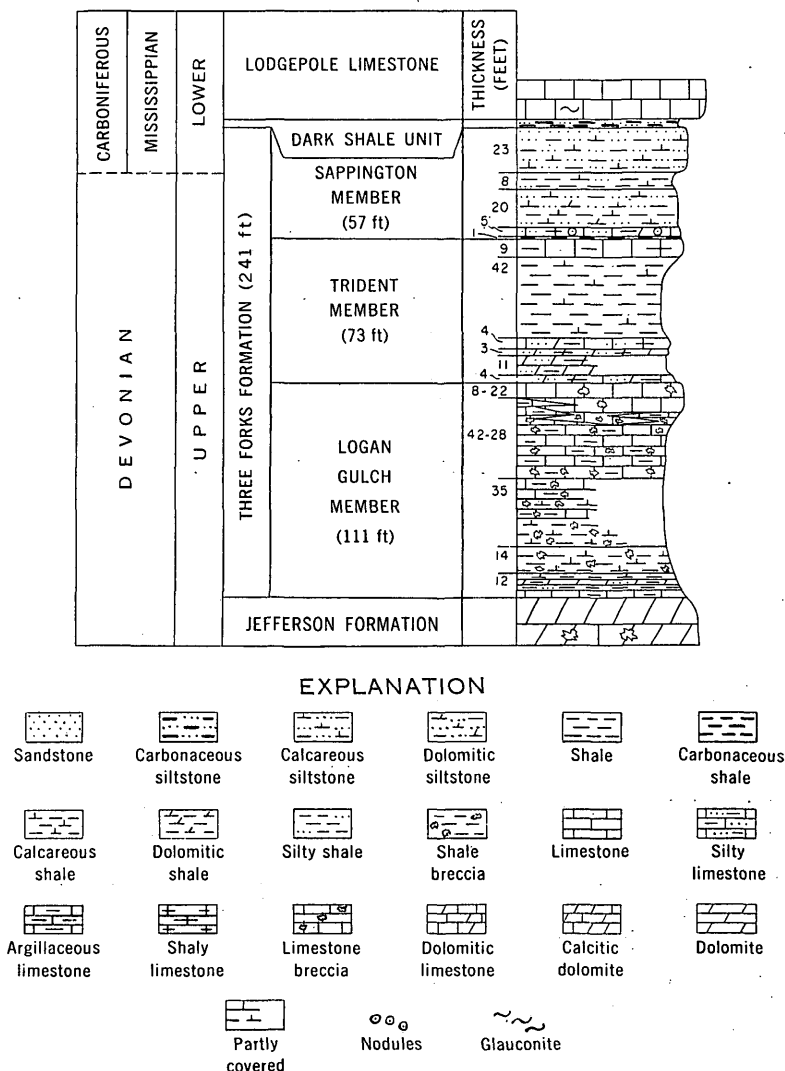 CARBONIFEROUS
MISSISSIPPIAN
LOWER
LODGEPOLE LIMESTONE
THICKNESS
(FEET)
DEVONIAN
UPPER
THREE FORKS FORMATION (241 ft)
DARK SHALE UNIT
SAPPINGTON
MEMBER
(57 ft)
TRIDENT
MEMBER
(73 ft)
LOGAN
GULCH
MEMBER
(111 ft)
JEFFERSON FORMATION
23
8
20
5
1
9
42
4
3
11
4
8-22
42-28
35
14
12
EXPLANATION
Sandstone
Carbonaceous
siltstone
Calcareous
siltstone
Dolomitic
siltstone
Shale
Carbonaceous
shale
Calcareous
shale
Dolomitic
shale
Silty shale
Shale
breccia
Limestone
Silty
limestone
Argillaceous
limestone
Shaly
limestone
Limestone
breccia
Dolomitic
limestone
Calcitic
dolomite
Dolomite
Partly
covered
Nodules
Glauconite